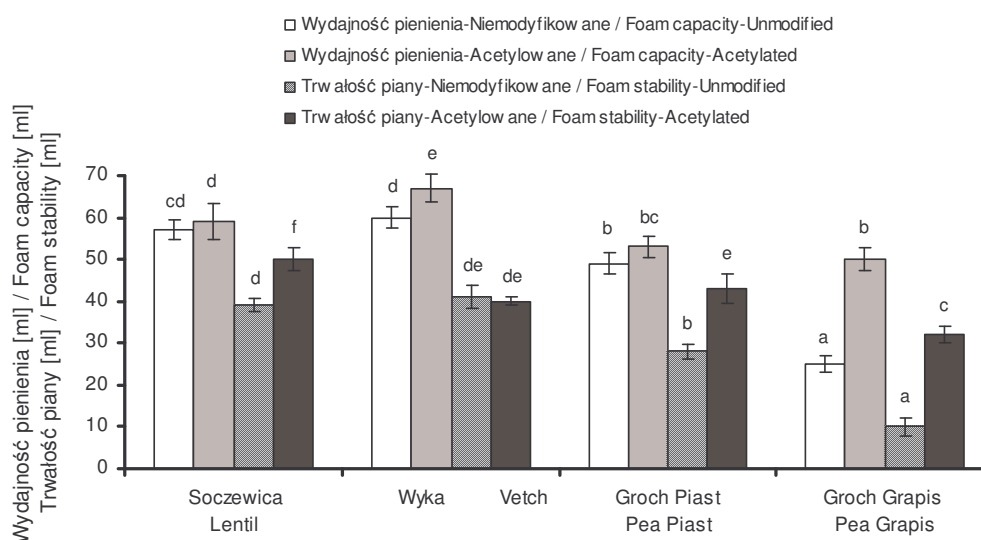 Wydajność pienienia-Niemodyfikowane / Foam capacity-Unmodified
Wydajność pienienia-Acetylowane / Foam capacity-Acetylated
Trwałość piany-Niemodyfikowane / Foam stability-Unmodified
Trwałość piany-Acetylowane / Foam stability-Acetylated
Wydajność pienienia [ml] / Foam capacity [ml]
Trwałość piany [ml] / Foam stability [ml]
70
60
50
40
30
20
10
0
cd
d
d
f
d
e
de
de
b
bc
b
e
a
b
a
c
Soczewica
Lentil
Wyka Vetch
Groch Piast
Pea Piast
Groch Grapis
Pea Grapis